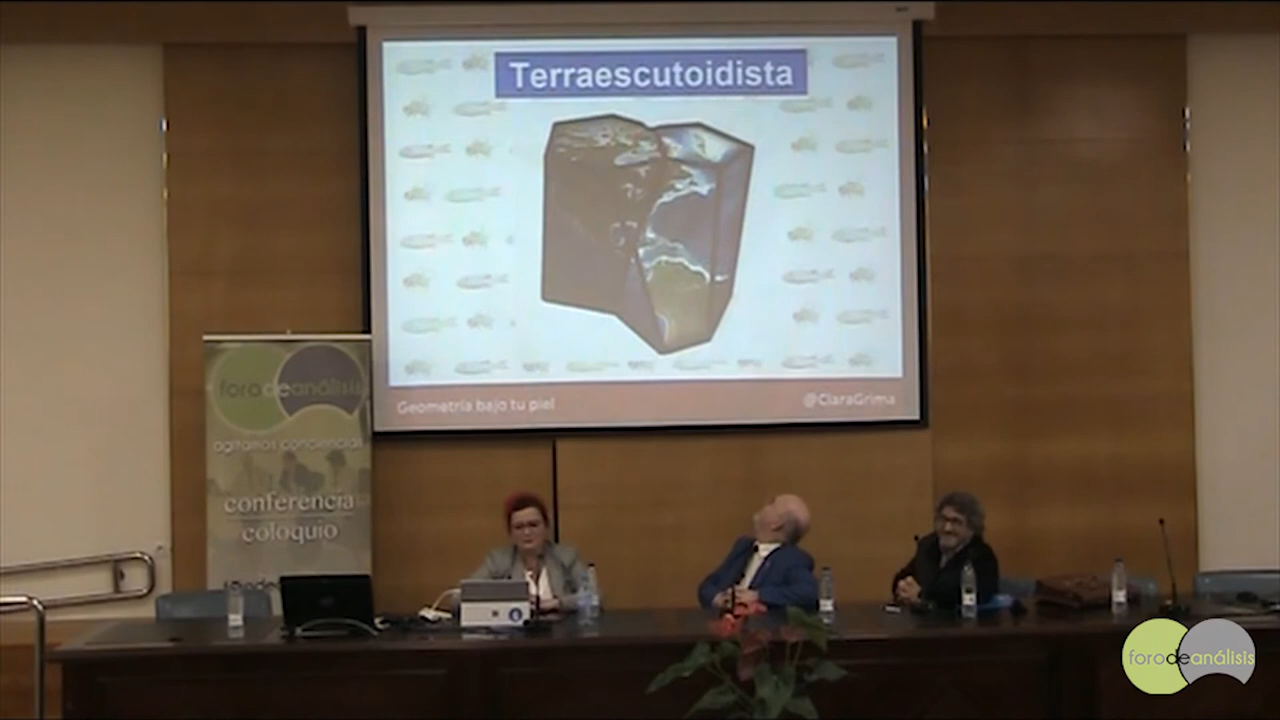 Terraescutoidista
Geometría bajo tu piel
@ClaraGrima
forodeanálisis
agitamos conciencias
conferencia
coloquio
forodeanálisis